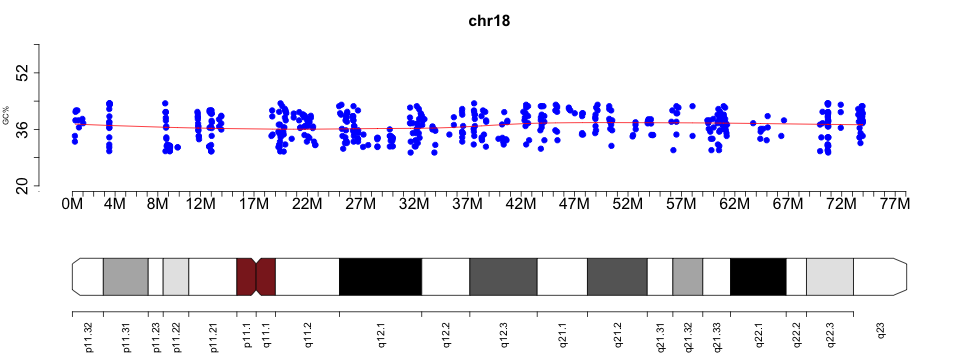 chr18
GC%
52
36
20
0M 4M 8M 12M 17M 22M 27M 32M 37M 42M 47M 52M 57M 62M 67M 72M 77M
p11.32 p11.31 p11.23 p11.22 p11.21 p11.1 q11.1 q11.2 q12.1 q12.2 q12.3 q21.1 q21.2 q21.31 q21.32 q21.33 q22.1 q22.2 q22.3 q23